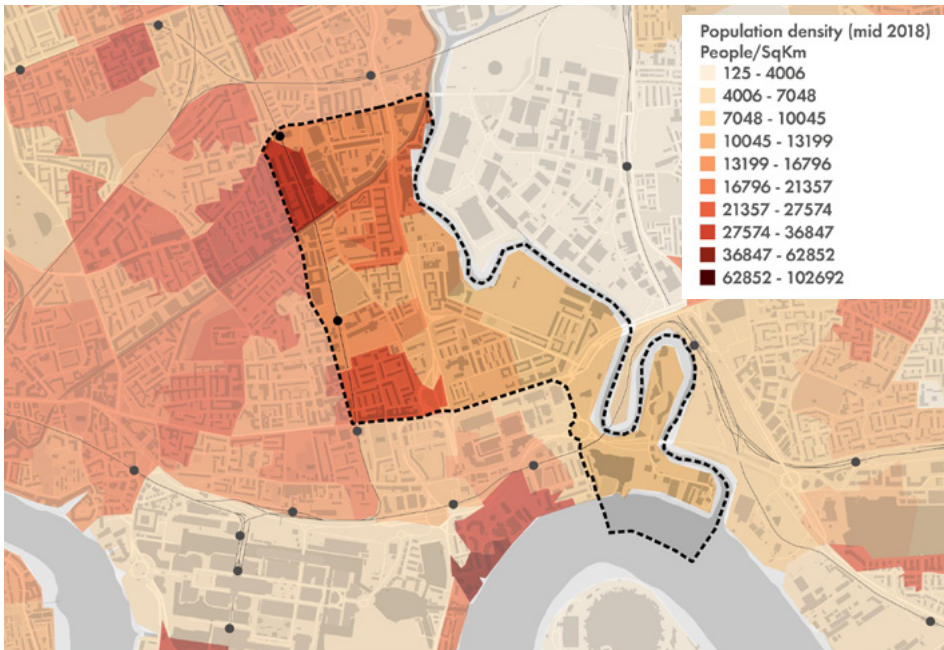 Population density (mid 2018)
People/SqKm
125 - 4006
4006 - 7048
7048 - 10045
10045 - 13199
13199 - 16796
16796 - 21357
21357 - 27574
27574 - 36847
36847 - 62852
62852 - 102692